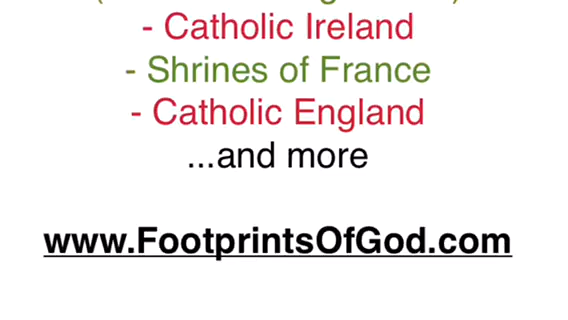 - Catholic Ireland
- Shrines of France
- Catholic England
...and more
www.FootprintsOfGod.com